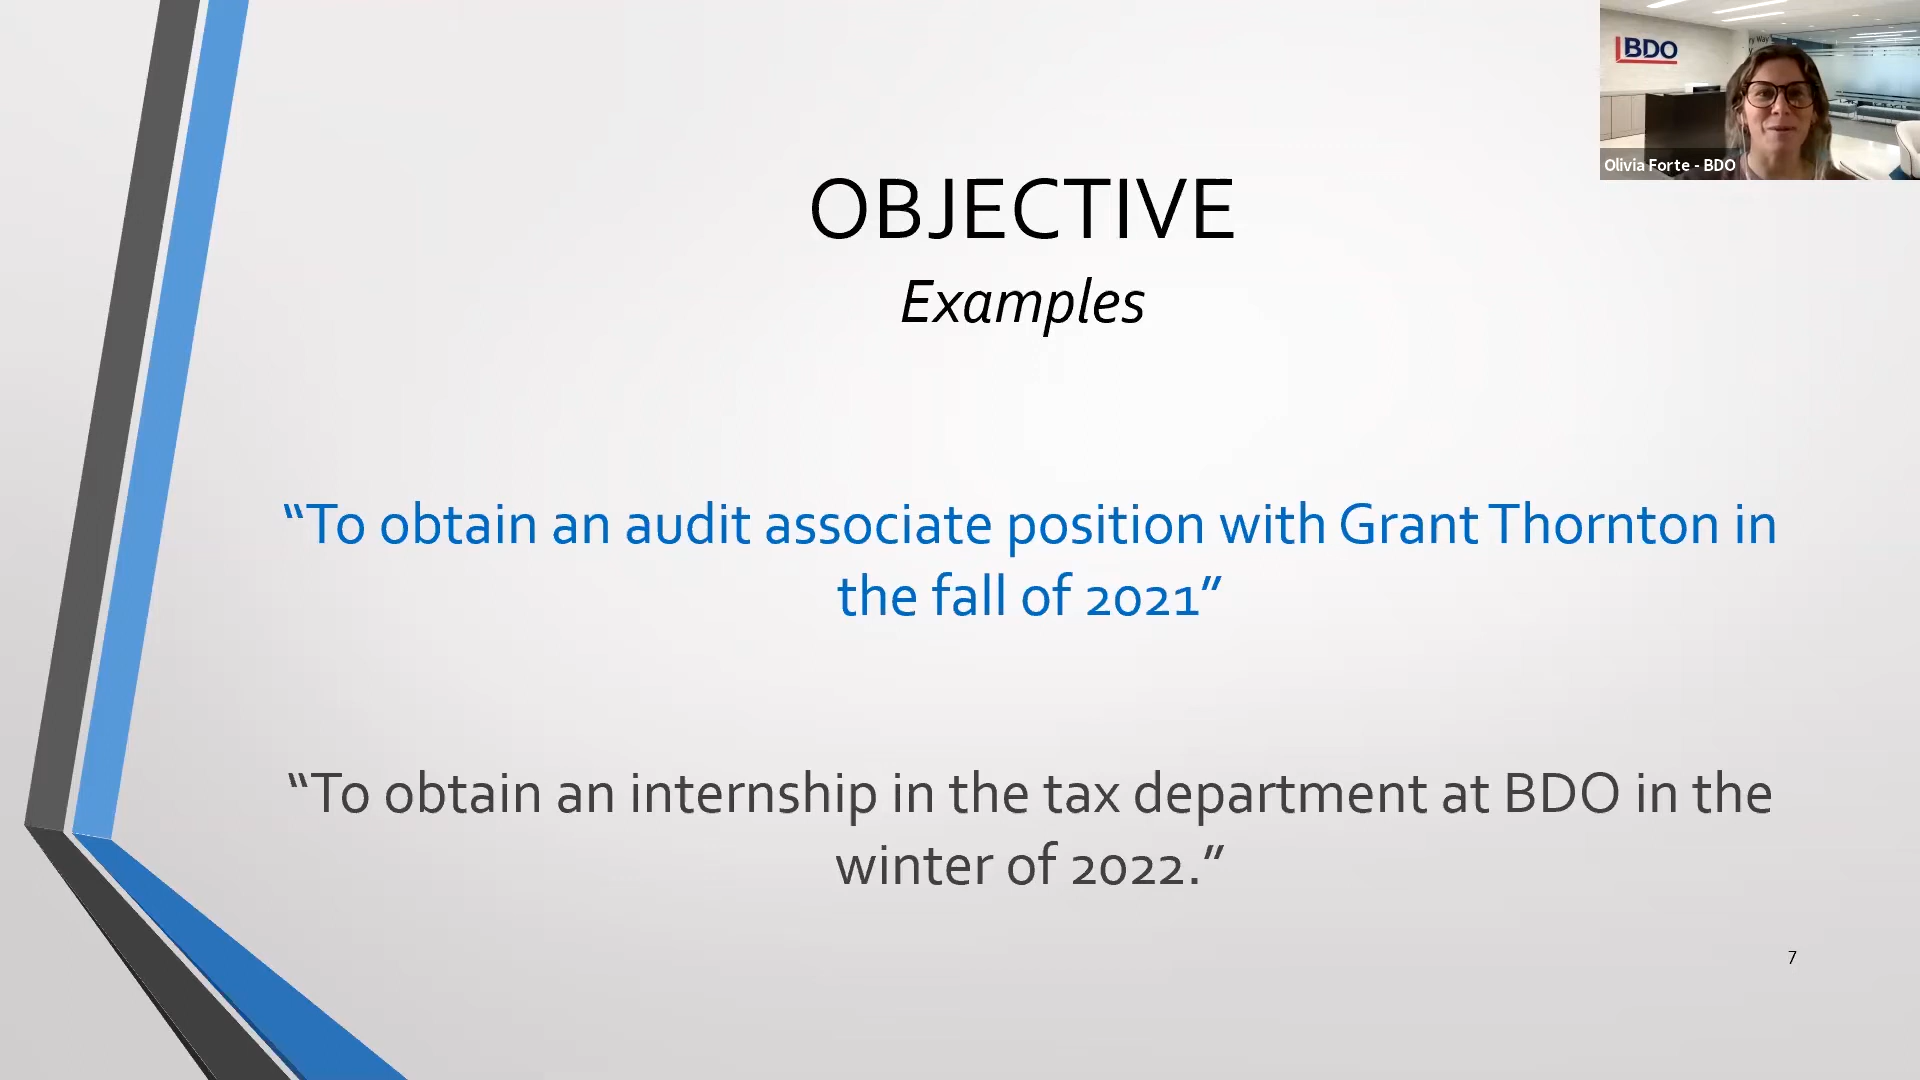 BDO
Olivia Forte - BDO
OBJECTIVE
Examples
“To obtain an audit associate position with Grant Thornton in
the fall of 2021”
“To obtain an internship in the tax department at BDO in the
winter of 2022.”
7